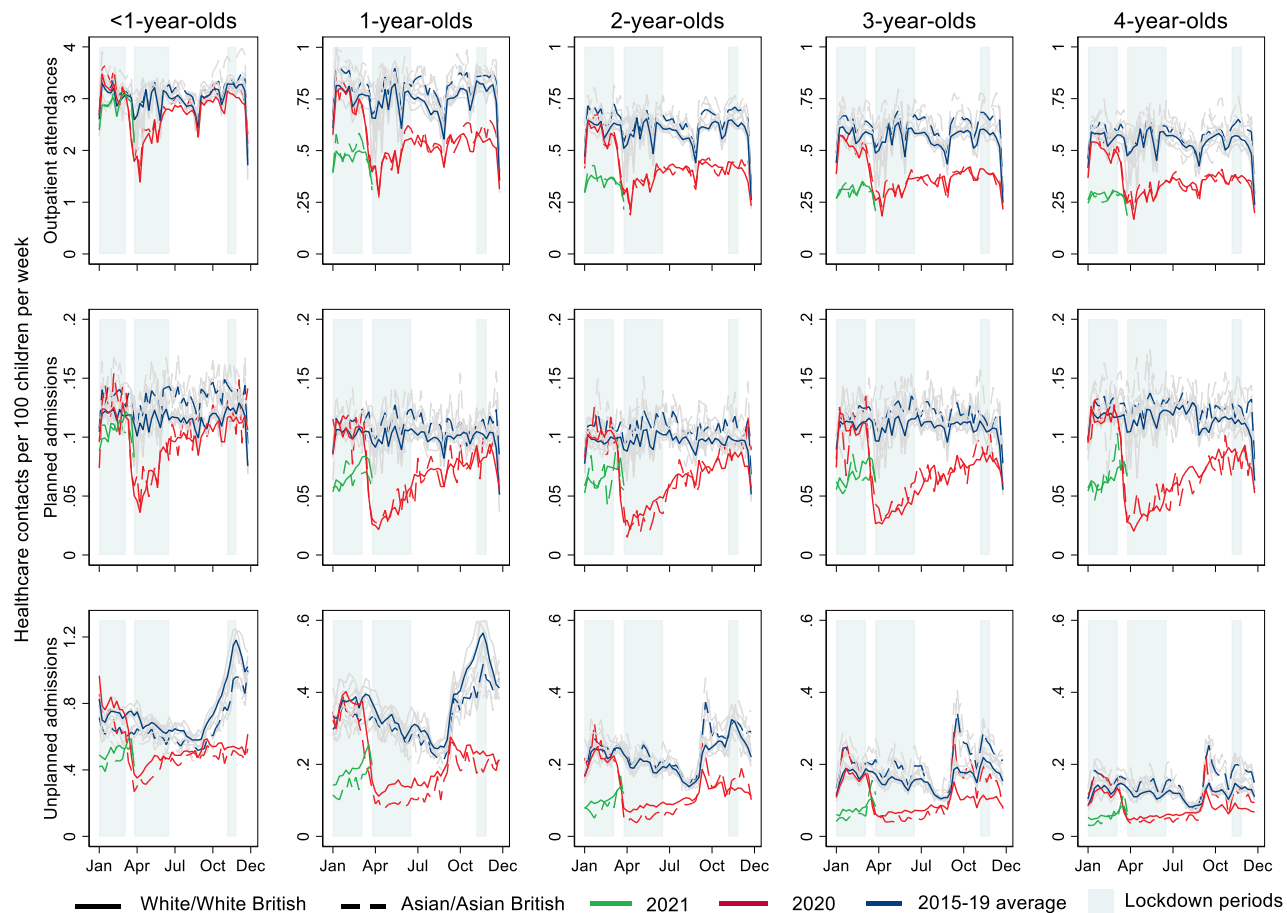 <1-year-olds 1-year-olds 2-year-olds 3-year-olds 4-year-olds
Healthcare contacts per 100 children per week
Outpatient attendances
4 3 2 1 0
1 .75 .5 .25 0
1 .75 .5 .25 0
1 .75 .5 .25 0
1 .75 .5 .25 0
Planned admissions
.2 .15 .1 .05 0
.2 .15 .1 .05 0
.2 .15 .1 .05 0
.2 .15 .1 .05 0
.2 .15 .1 .05 0
Unplanned admissions
1.2 .8 .4 0
.6 .4 .2 0
.6 .4 .2 0
.6 .4 .2 0
.6 .4 .2 0
Jan Apr Jul Oct Dec Jan Apr Jul Oct Dec Jan Apr Jul Oct Dec Jan Apr Jul Oct Dec Jan Apr Jul Oct Dec
White/White British Asian/Asian British 2021 2020 2015-19 average Lockdown periods